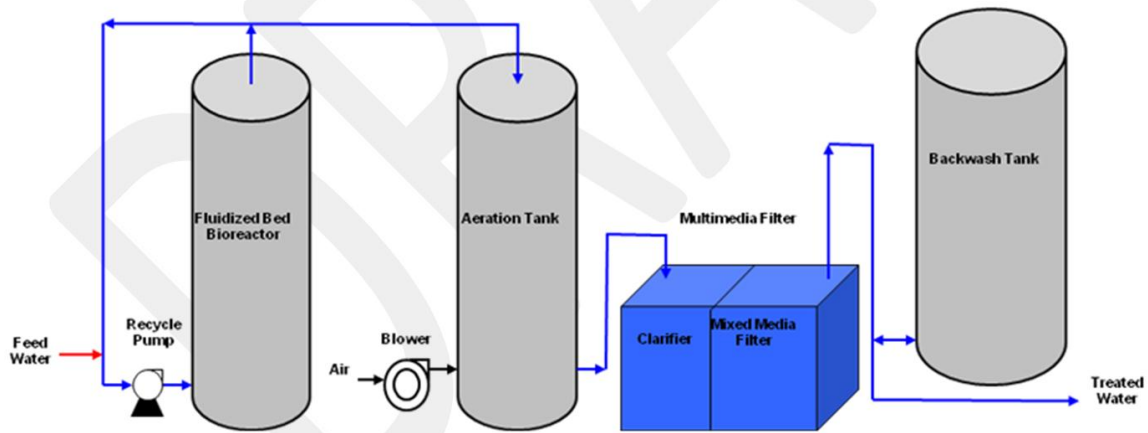 Backwash Tank
Fluidized Bed
Bioreactor
Aeration Tank
Multimedia Filter
Recycle
Pump
Feed
Water
Blower
Air
Clarifier
Mixed Media
Filter
Treated
Water
DRA